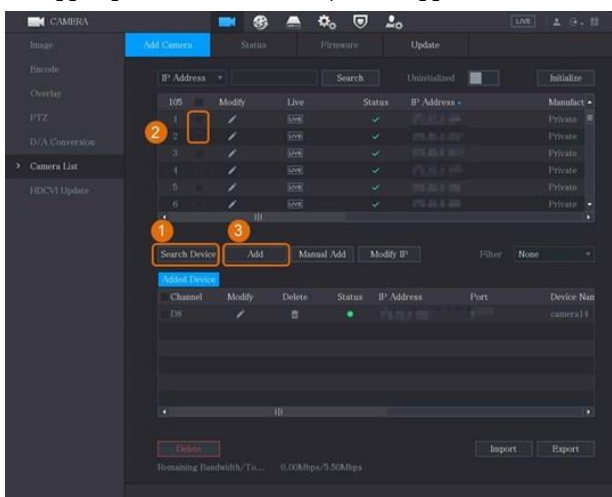 CAMERA
LIVE
Image
Encode
Overlay
PTZ
D/A Conversion
Camera List
HDCVI Update
Add Camera Status Firmware Update
IP Address Search Uninitialized Initialize
105 Modify Live Status IP Address Manufact
1 LIVE Private
2 2 LIVE Private
3 LIVE Private
4 LIVE Private
5 LIVE Private
6 LIVE Private
1 3
Search Device Add Manual Add Modify IP Filter None
Added Device
Channel Modify Delete Status IP Address Port Device Nan
D8 camera14
Delete Import Export
Remaining Bandwidth/To... 0.00Mbps/5.50Mbps